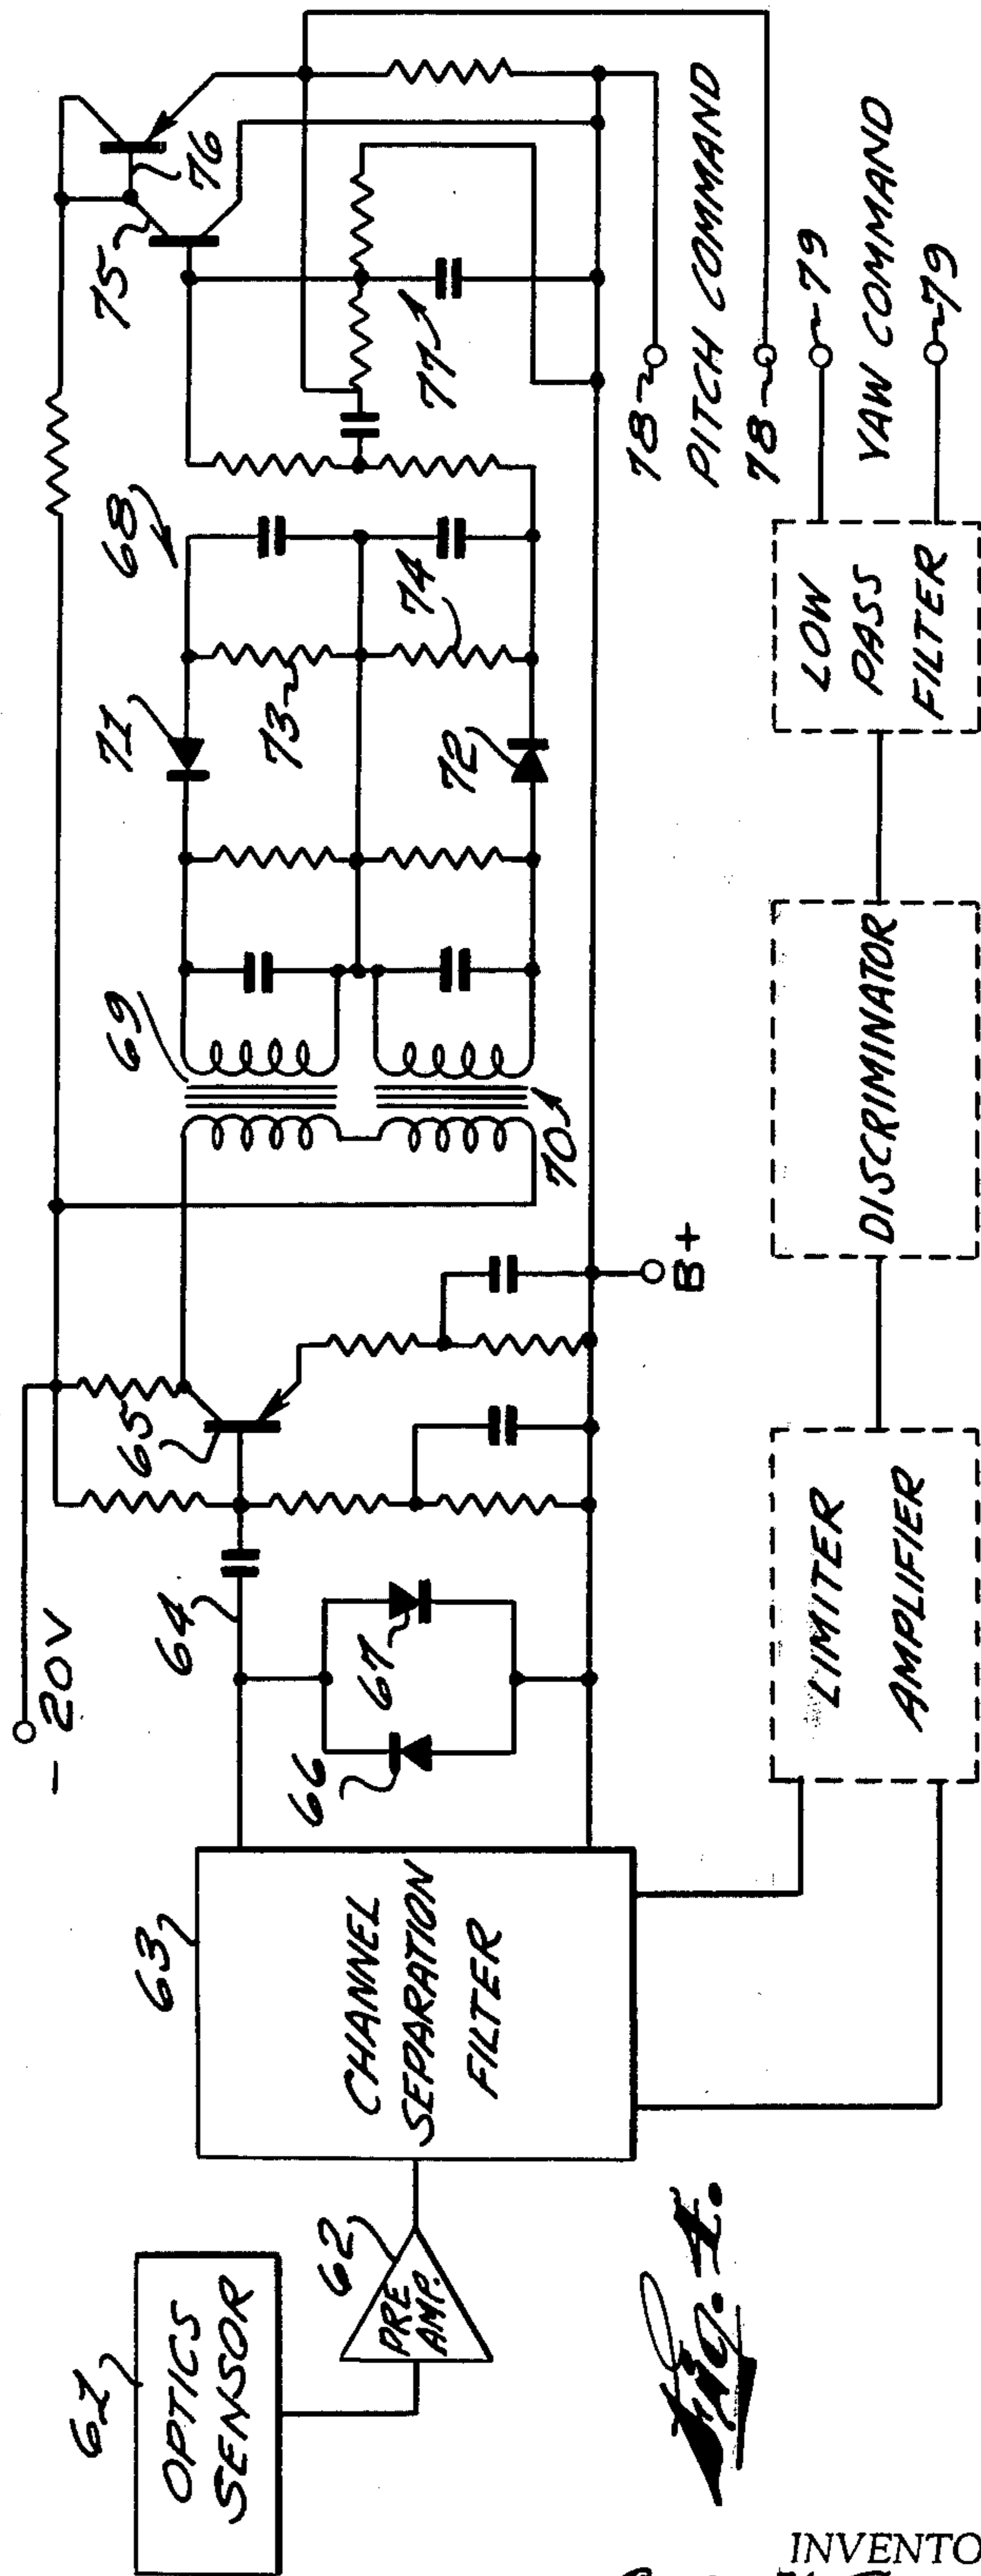 61
OPTICS
SENSOR
62
PRE
AMP.
63
CHANNEL
SEPARATION
FILTER
-20V
64
65
66
67
B+
68
69
70
71
72
73
74
75
76
77
78
PITCH COMMAND
78
79
YAW COMMAND
79
LIMITER
AMPLIFIER
DISCRIMINATOR
LOW
PASS
FILTER
Fig. 4.
INVENTO